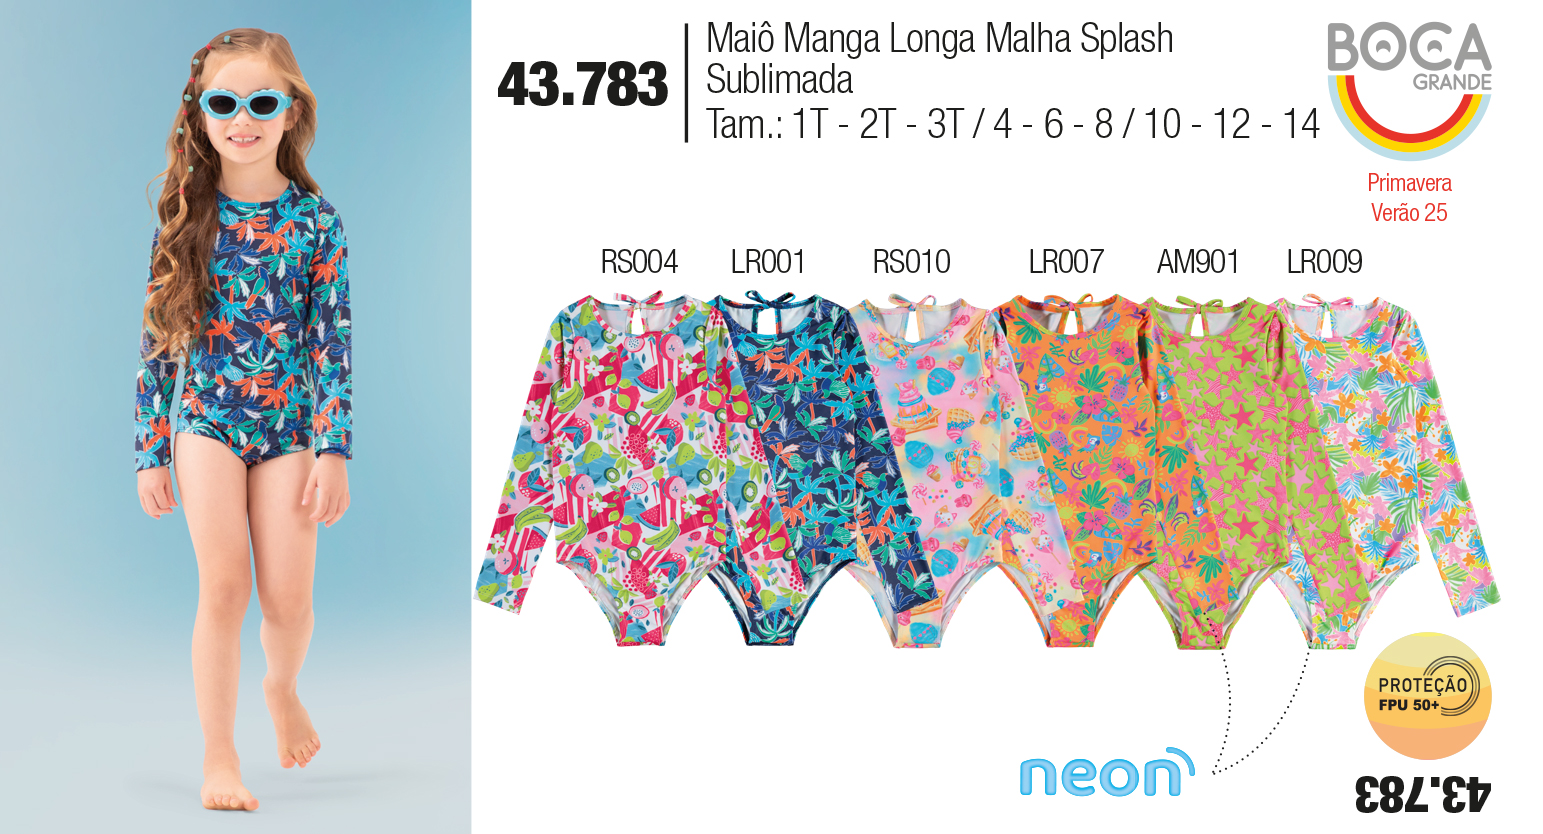 43.783
Maiô Manga Longa Malha Splash
Sublimada
Tam.: 1T - 2T - 3T / 4 - 6 - 8 / 10 - 12 - 14
BOCA
GRANDE
Primavera
Verão 25
RS004 LR001 RS010 LR007 AM901 LR009
PROTEÇÃO
FPU 50+
neon
43.783